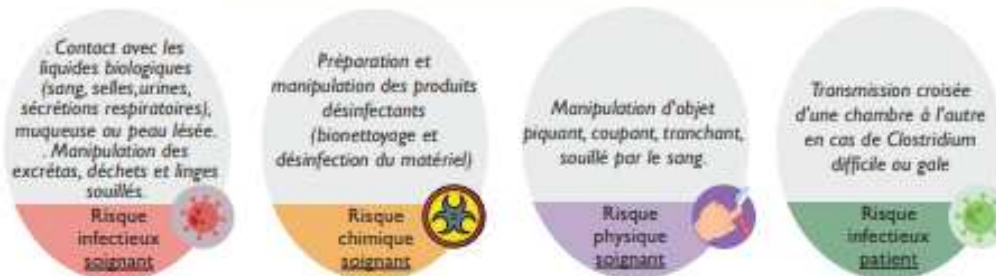 . Contact avec les
liquides biologiques
(sang, selles,urines,
sécrétions respiratoires),
muqueuse ou peau lésée.
. Manipulation des
excrétas, déchets et linges
souillés.
Risque
infectieux
soignant
Préparation et
manipulation des produits
désinfectants
(bionettoyage et
désinfection du matériel)
Risque
chimique
soignant
Manipulation d'objet
piquant, coupant, tranchant,
souillé par le sang.
Risque
physique
soignant
Transmission croisée
d'une chambre à l'autre
en cas de Clostridium
difficile ou gale
Risque
infectieux
patient